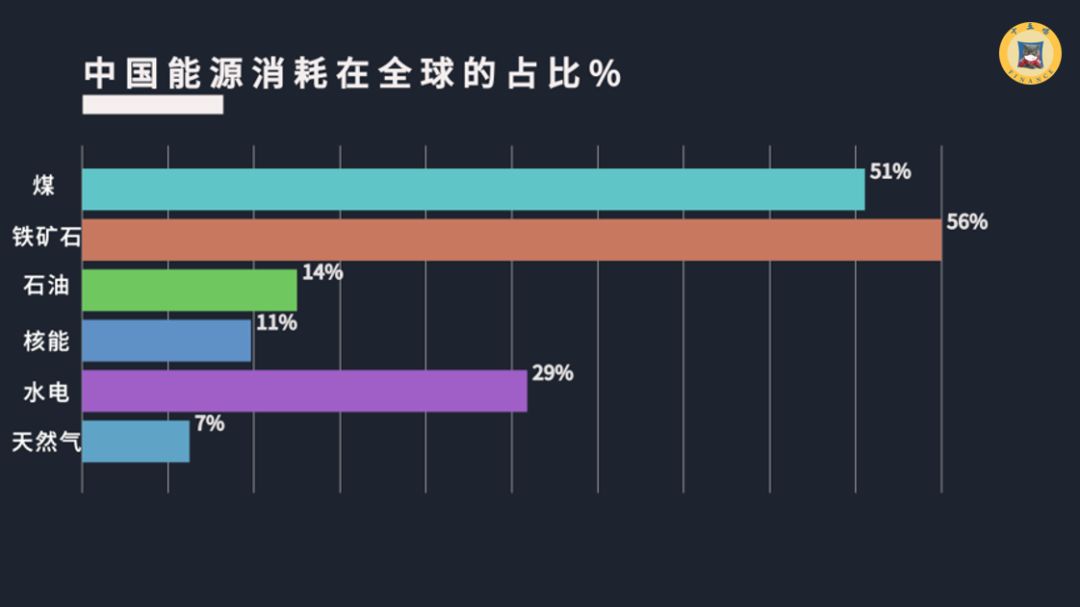 中国能源消耗在全球的占比%
煤 51%
铁矿石 56%
石油 14%
核能 11%
水电 29%
天然气 7%
FINANCE